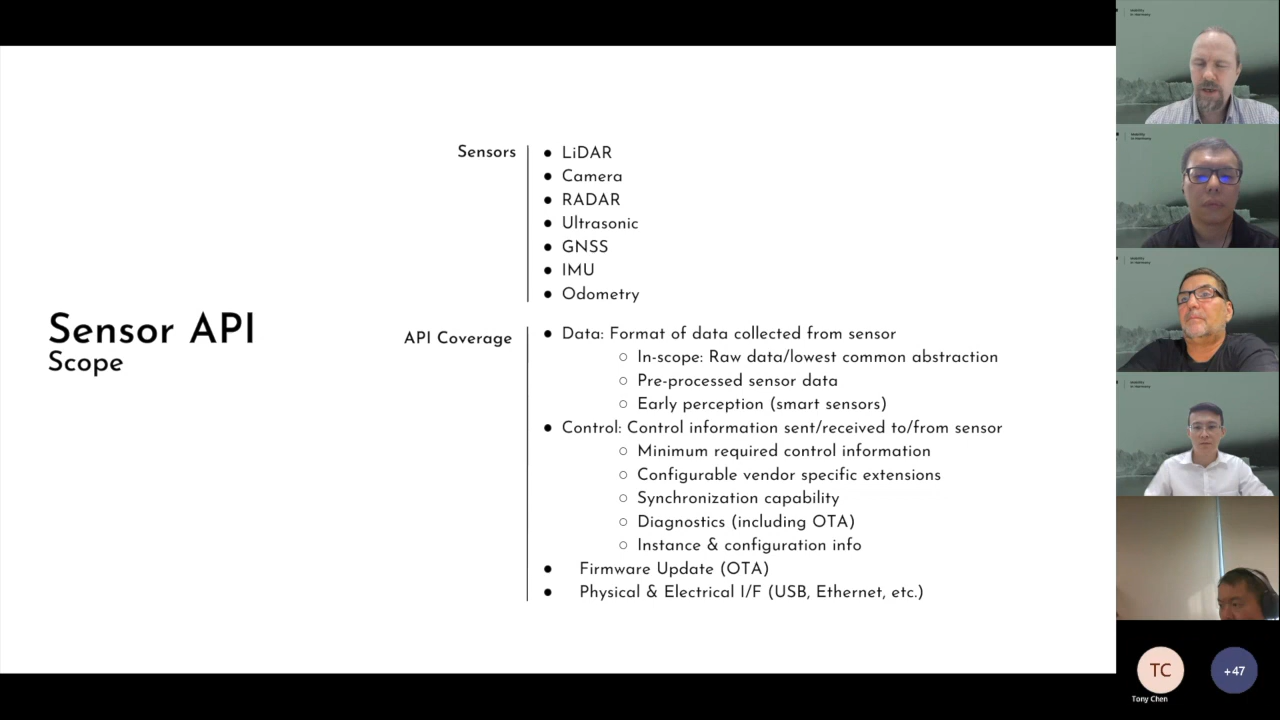 Sensor API
Scope
Sensors
● LiDAR
● Camera
● RADAR
● Ultrasonic
● GNSS
● IMU
● Odometry
API Coverage
● Data: Format of data collected from sensor
○ In-scope: Raw data/lowest common abstraction
○ Pre-processed sensor data
○ Early perception (smart sensors)
● Control: Control information sent/received to/from sensor
○ Minimum required control information
○ Configurable vendor specific extensions
○ Synchronization capability
○ Diagnostics (including OTA)
○ Instance & configuration info
● Firmware Update (OTA)
● Physical & Electrical I/F (USB, Ethernet, etc.)
TC
+47
Tony Chen